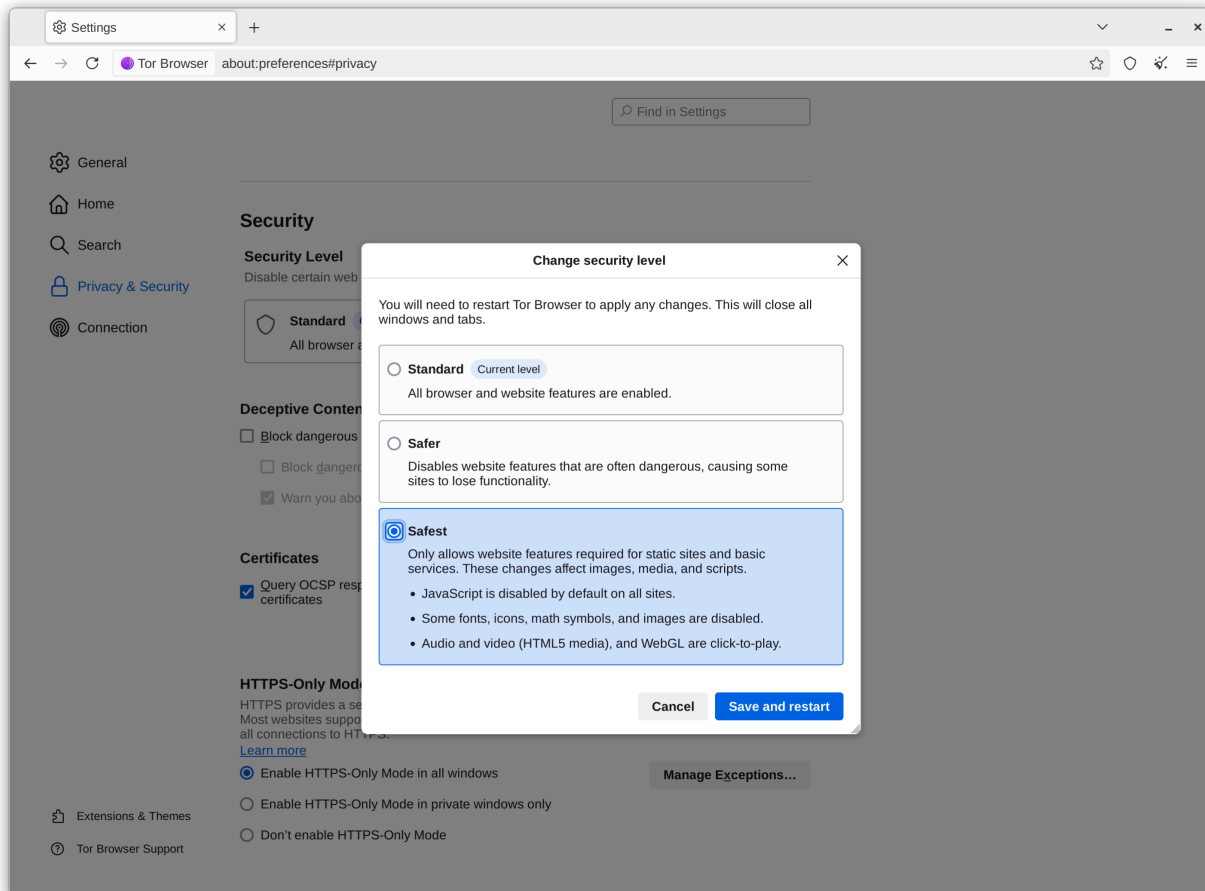 Settings
Tor Browser about:preferences#privacy
Find in Settings
General
Home
Search
Privacy & Security
Connection
Extensions & Themes
Tor Browser Support
Security
Security Level
Disable certain web
Standard
All browser
Deceptive Conten
Block dangerous
Block dangero
Warn you abo
Certificates
Query OCSP resp
certificates
HTTPS-Only Mod
HTTPS provides a se
Most websites suppo
all connections to HTTPS.
Learn more
Enable HTTPS-Only Mode in all windows
Manage Exceptions…
Enable HTTPS-Only Mode in private windows only
Don’t enable HTTPS-Only Mode
Change security level
You will need to restart Tor Browser to apply any changes. This will close all
windows and tabs.
Standard Current level
All browser and website features are enabled.
Safer
Disables website features that are often dangerous, causing some
sites to lose functionality.
Safest
Only allows website features required for static sites and basic
services. These changes affect images, media, and scripts.
• JavaScript is disabled by default on all sites.
• Some fonts, icons, math symbols, and images are disabled.
• Audio and video (HTML5 media), and WebGL are click-to-play.
Cancel Save and restart